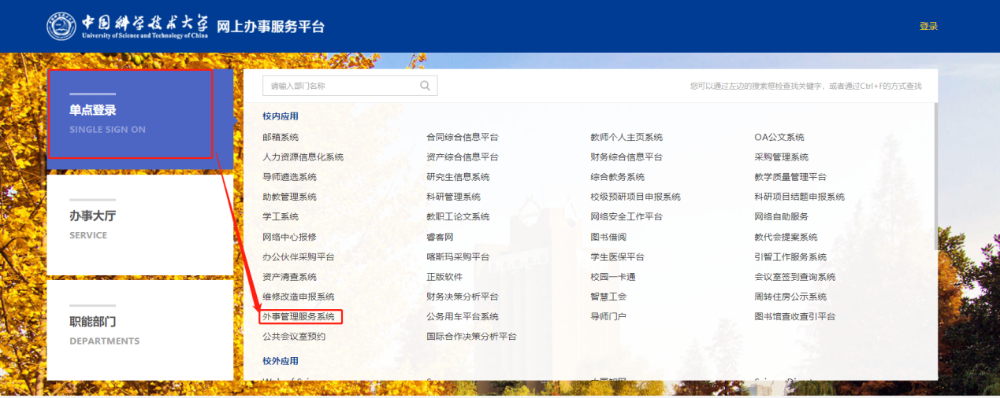 中国科学技术大学
University of Science and Technology of China
网上办事服务平台
登录
单点登录
SINGLE SIGN ON
办事大厅
SERVICE
职能部门
DEPARTMENTS
请输入部门名称
您可以通过左边的搜索框检查找关键字，或者通过Ctrl+F的方式查找
校内应用
邮箱系统 合同综合信息平台 教师个人主页系统 OA公文系统
人力资源信息化系统 资产综合信息平台 财务综合信息平台 采购管理系统
导师遴选系统 研究生信息系统 综合教务系统 教学质量管理平台
助教管理系统 科研管理系统 校级预研项目申报系统 科研项目结题申报系统
学工系统 教职工论文系统 网络安全工作平台 网络自助服务
网络中心报修 睿客网 图书借阅 教代会提案系统
办公伙伴采购平台 喀斯玛采购平台 学生医保平台 引智工作服务系统
资产清查系统 正版软件 校园一卡通 会议室签到查询系统
维修改造申报系统 财务决策分析平台 智慧工会 周转住房公示系统
外事管理服务系统 公务用车平台系统 导师门户 图书馆查收查引平台
公共会议室预约 国际合作决策分析平台
校外应用